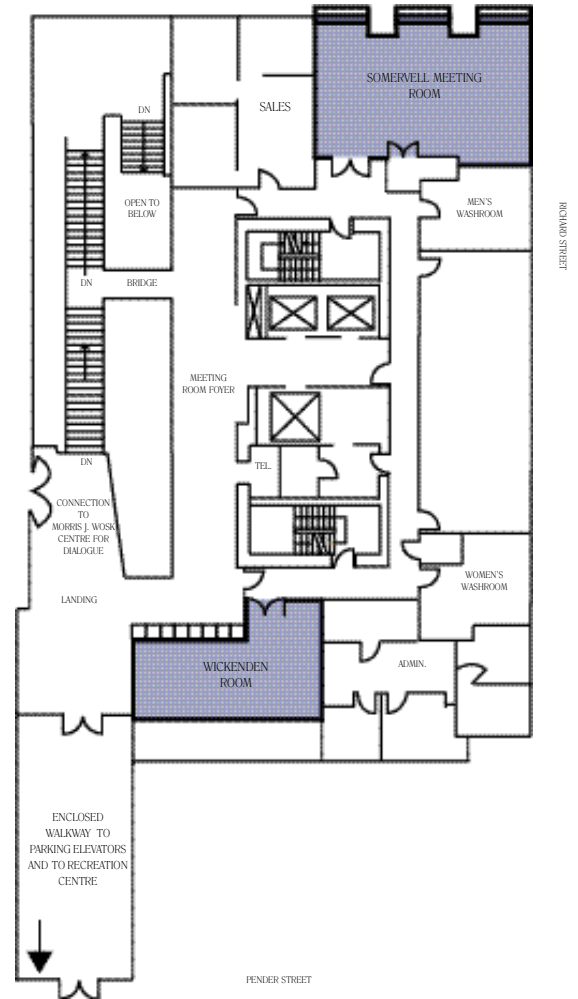 SOMERVELL MEETING
ROOM
SALES
DN
OPEN TO
BELOW
MEN'S
WASHROOM
RICHARD STREET
DN
BRIDGE
MEETING
ROOM FOYER
DN
TEL.
CONNECTION
TO
MORRIS J. WOSK
CENTRE FOR
DIALOGUE
LANDING
WOMEN'S
WASHROOM
WICKENDEN
ROOM
ADMIN.
ENCLOSED
WALKWAY TO
PARKING ELEVATORS
AND TO RECREATION
CENTRE
PENDER STREET